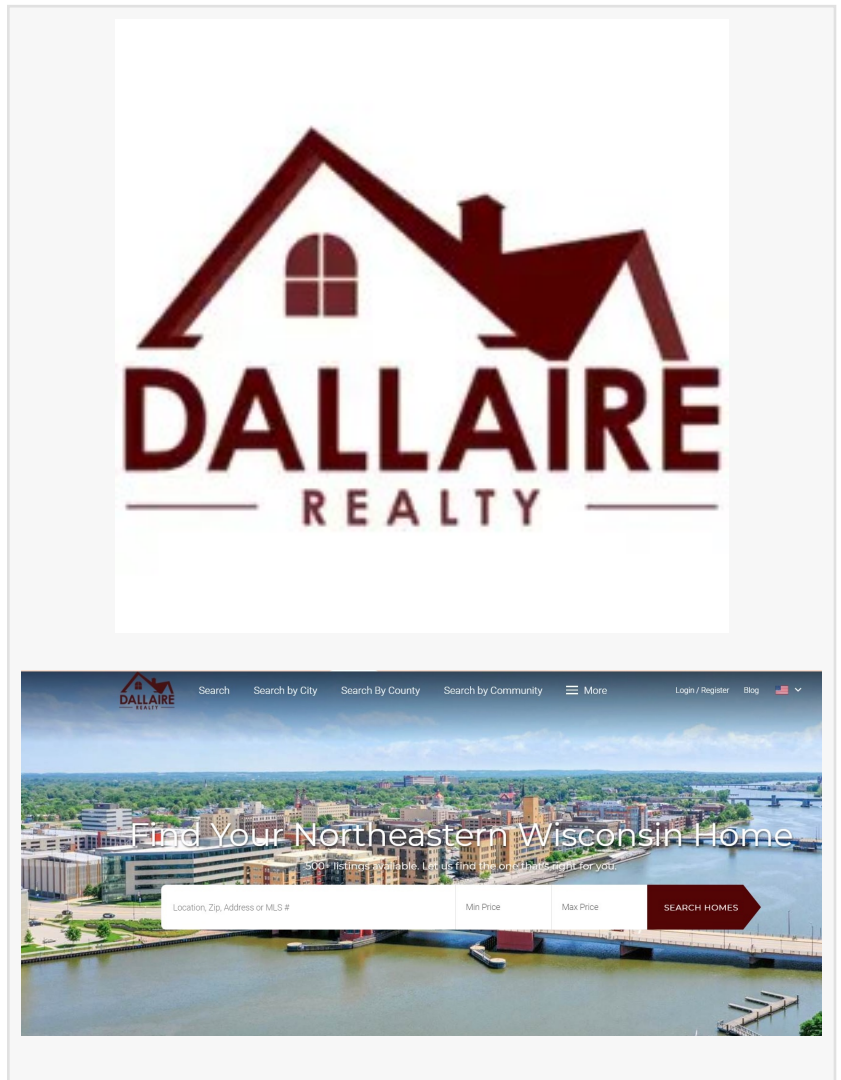 DALLAIRE
REALTY
DALLAIRE
REALTY
Search
Search by City
Search By County
Search by Community
More
Login / Register
Blog
Find Your Northeastern Wisconsin Home
500+ listings available. Let us find the one that's right for you.
Location, Zip, Address or MLS #
Min Price
Max Price
SEARCH HOMES